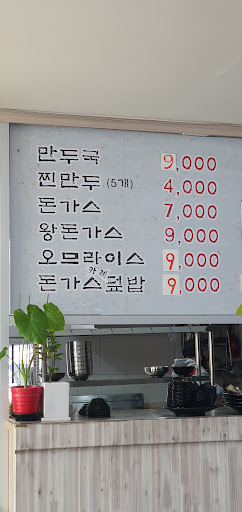 만두국 9,000
찐만두 (5개) 4,000
돈가스 7,000
왕돈가스 9,000
오므라이스 9,000
카레
돈가스덮밥 9,000